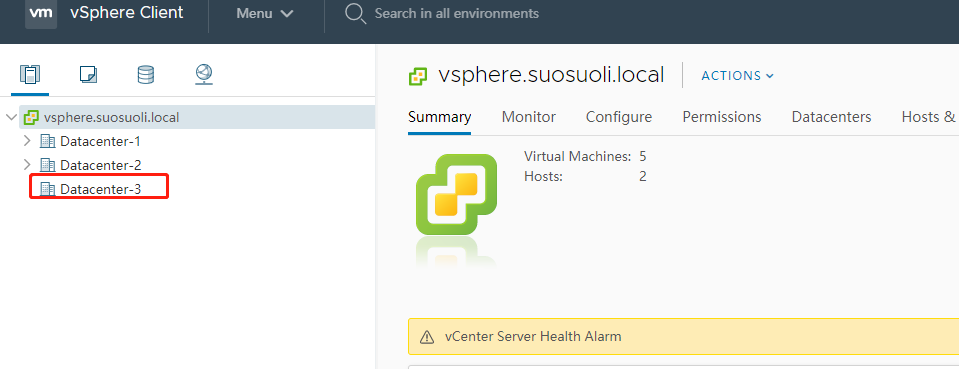 vm vSphere Client Menu Search in all environments
vsphere.suosuoli.local
Datacenter-1
Datacenter-2
Datacenter-3
vsphere.suosuoli.local ACTIONS
Summary Monitor Configure Permissions Datacenters Hosts &
Virtual Machines: 5
Hosts: 2
vCenter Server Health Alarm